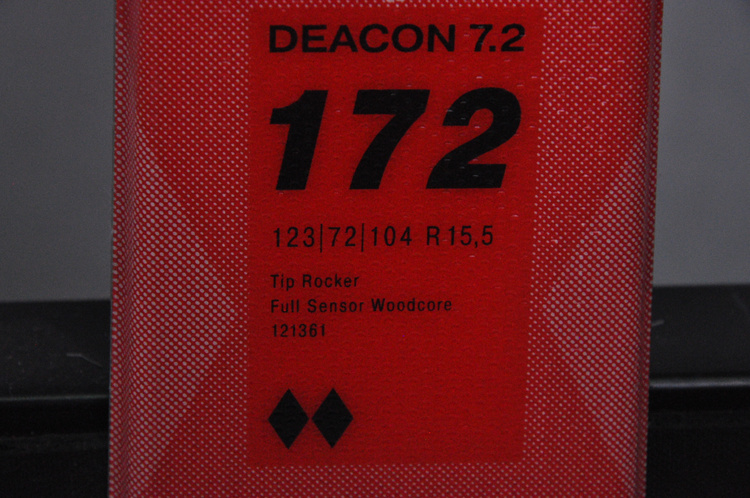 DEACON 7.2
172
123|72|104 R15,5
Tip Rocker
Full Sensor Woodcore
121361